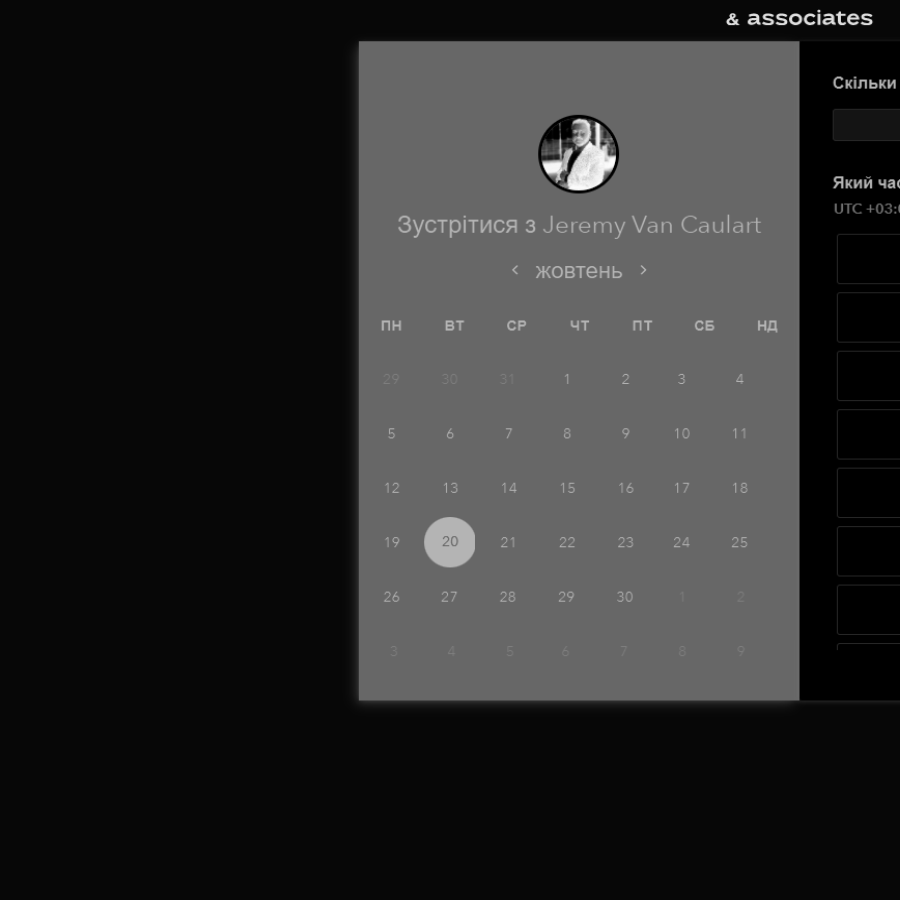 & associates
Скільки
Зустрітися з Jeremy Van Caulart
жовтень
ПН ВТ СР ЧТ ПТ СБ НД
29 30 31 1 2 3 4
5 6 7 8 9 10 11
12 13 14 15 16 17 18
19 20 21 22 23 24 25
26 27 28 29 30 1 2
3 4 5 6 7 8 9
Який
UTC +03: